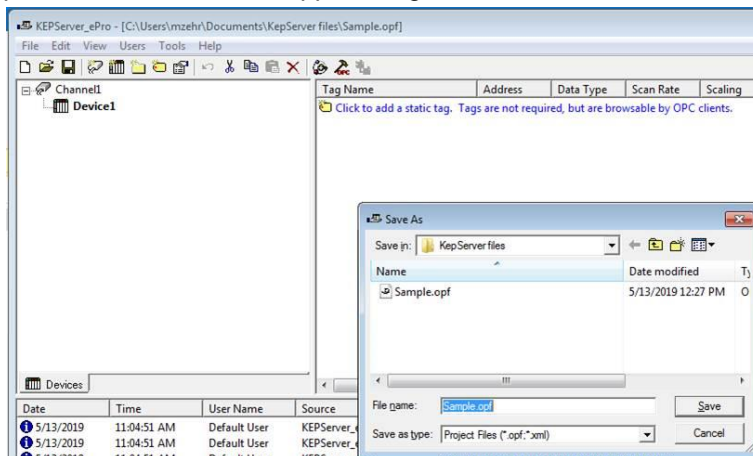 KEPServer_ePro - [C:\Users\mzehr\Documents\KepServer files\Sample.opf]
File Edit View Users Tools Help
Channel1
Device1
Tag Name Address Data Type Scan Rate Scaling
Click to add a static tag. Tags are not required, but are browsable by OPC clients.
Save As
Save in: KepServer files
Name Date modified
Sample.opf 5/13/2019 12:27 PM
Devices
Date Time User Name Source
5/13/2019 11:04:51 AM Default User
5/13/2019 11:04:51 AM Default User
File name: Sample.opf Save
Save as type: Project Files (*.opf;*.xml) Cancel